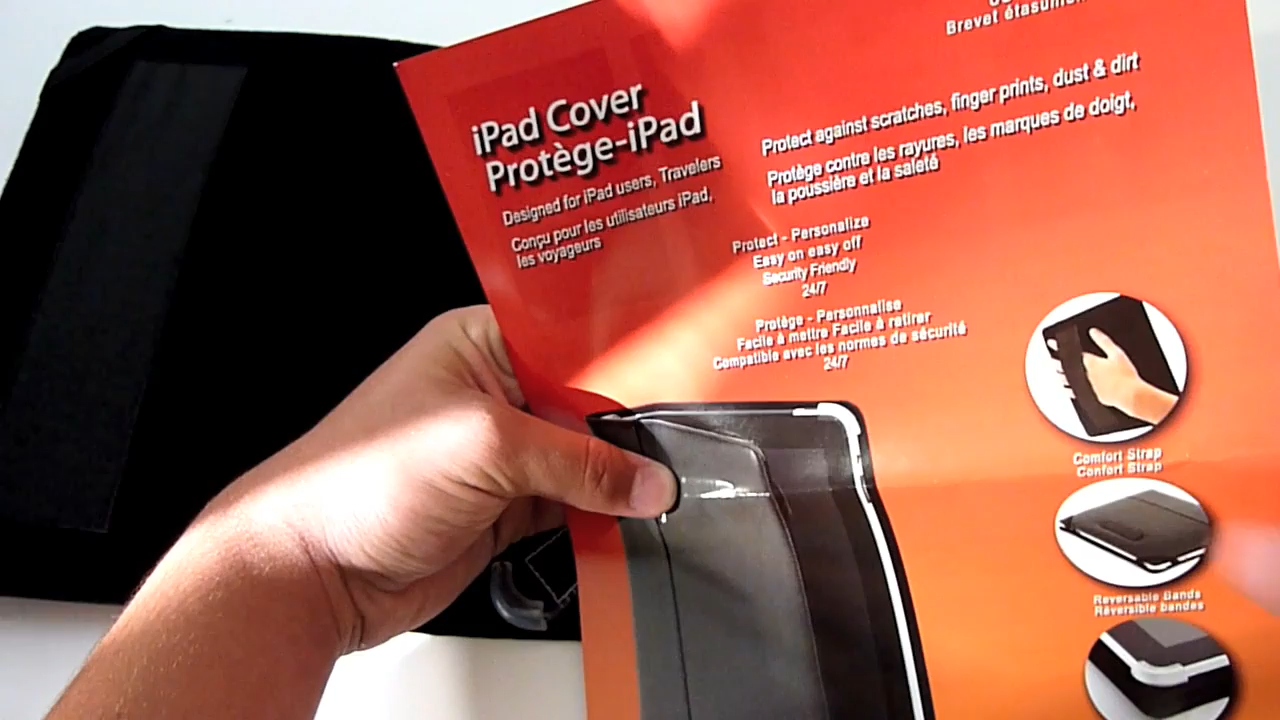 Brevet
iPad Cover
Protège-iPad
Designed for iPad users, Travelers
Conçu pour les utilisateurs iPad,
les voyageurs
Protect against scratches, finger prints, dust & dirt
Protège contre les rayures, les marques de doigt,
la poussière et la saleté
Protect - Personalize
Easy on easy off
Security Friendly
24/7
Protège - Personnalise
Facile à mettre Facile à retirer
Compatible avec les normes de sécurité
24/7
Comfort Strap
Confort Strap
Reversable Bands
Réversible bandes